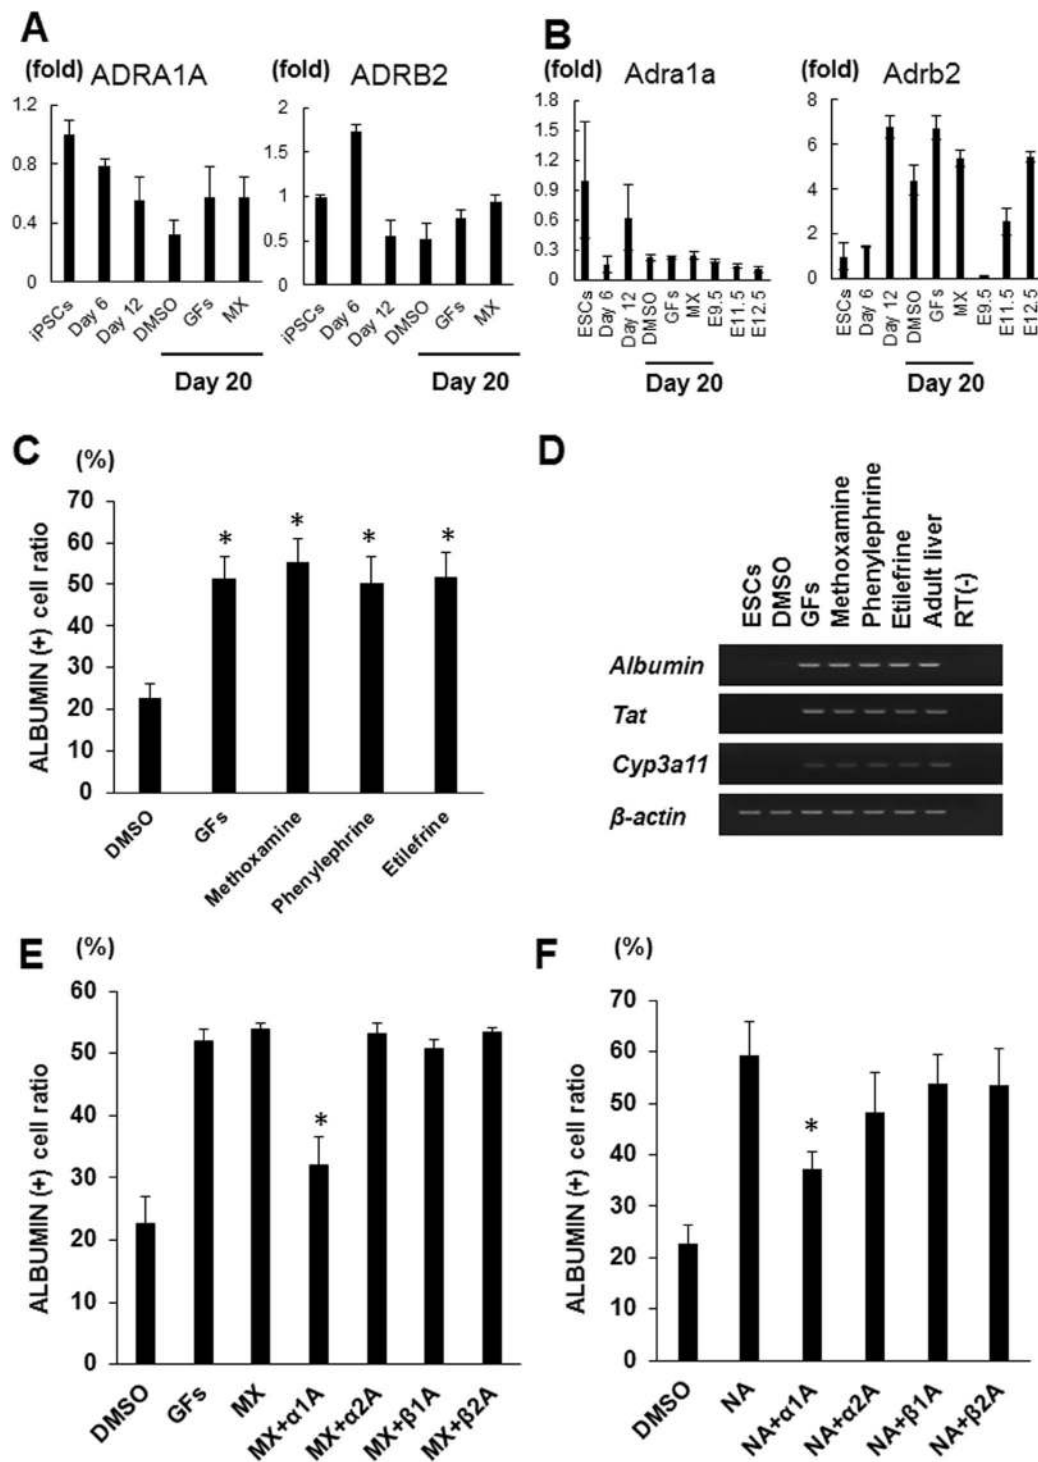 A
(fold) ADRA1A
1.2
0.8
0.4
0
iPSCs
Day 6
Day 12
DMSO
GFs
MX
Day 20
(fold) ADRB2
2
1.5
1
0.5
0
iPSCs
Day 6
Day 12
DMSO
GFs
MX
Day 20
B
(fold) Adra1a
1.8
1.5
1.2
0.9
0.6
0.3
0
ESCs
Day 6
Day 12
DMSO
GFs
MX
E9.5
E11.5
E12.5
Day 20
(fold) Adrb2
8
6
4
2
0
ESCs
Day 6
Day 12
DMSO
GFs
MX
E9.5
E11.5
E12.5
Day 20
C
(%)
ALBUMIN (+) cell ratio
70
60
50
40
30
20
10
0
* * * *
DMSO
GFs
Methoxamine
Phenylephrine
Etilefrine
D
ESCs
DMSO
GFs
Methoxamine
Phenylephrine
Etilefrine
Adult liver
RT(-)
Albumin
Tat
Cyp3a11
β-actin
E
(%)
ALBUMIN (+) cell ratio
60
50
40
30
20
10
0
*
DMSO
GFs
MX
MX+α1A
MX+α2A
MX+β1A
MX+β2A
F
(%)
ALBUMIN (+) cell ratio
70
60
50
40
30
20
10
0
*
DMSO
NA
NA+α1A
NA+α2A
NA+β1A
NA+β2A